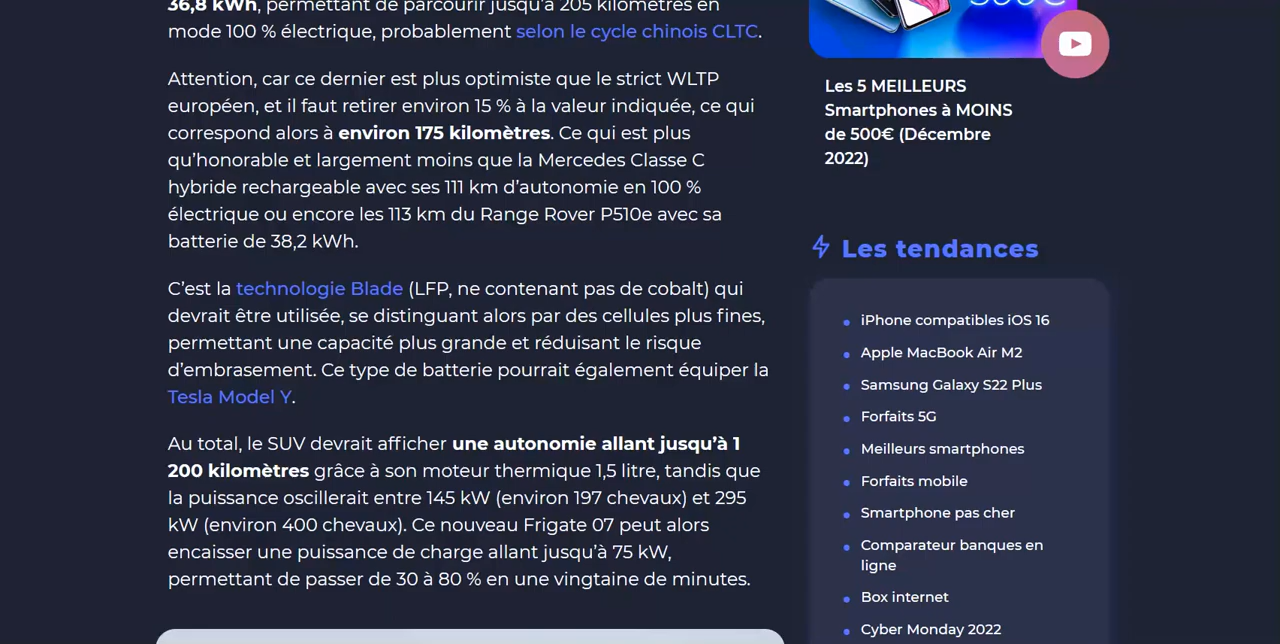 36,8 kWh, permettant de parcourir jusqu'à 205 kilomètres en
mode 100 % électrique, probablement selon le cycle chinois CLTC.
Attention, car ce dernier est plus optimiste que le strict WLTP
européen, et il faut retirer environ 15 % à la valeur indiquée, ce qui
correspond alors à environ 175 kilomètres. Ce qui est plus
qu'honorable et largement moins que la Mercedes Classe C
hybride rechargeable avec ses 111 km d'autonomie en 100 %
électrique ou encore les 113 km du Range Rover P510e avec sa
batterie de 38,2 kWh.
C'est la technologie Blade (LFP, ne contenant pas de cobalt) qui
devrait être utilisée, se distinguant alors par des cellules plus fines,
permettant une capacité plus grande et réduisant le risque
d'embrasement. Ce type de batterie pourrait également équiper la
Tesla Model Y.
Au total, le SUV devrait afficher une autonomie allant jusqu'à 1
200 kilomètres grâce à son moteur thermique 1,5 litre, tandis que
la puissance oscillerait entre 145 kW (environ 197 chevaux) et 295
kW (environ 400 chevaux). Ce nouveau Frigate 07 peut alors
encaisser une puissance de charge allant jusqu'à 75 kW,
permettant de passer de 30 à 80 % en une vingtaine de minutes.
500€
Les 5 MEILLEURS
Smartphones à MOINS
de 500€ (Décembre
2022)
Les tendances
iPhone compatibles iOS 16
Apple MacBook Air M2
Samsung Galaxy S22 Plus
Forfaits 5G
Meilleurs smartphones
Forfaits mobile
Smartphone pas cher
Comparateur banques en
ligne
Box internet
Cyber Monday 2022